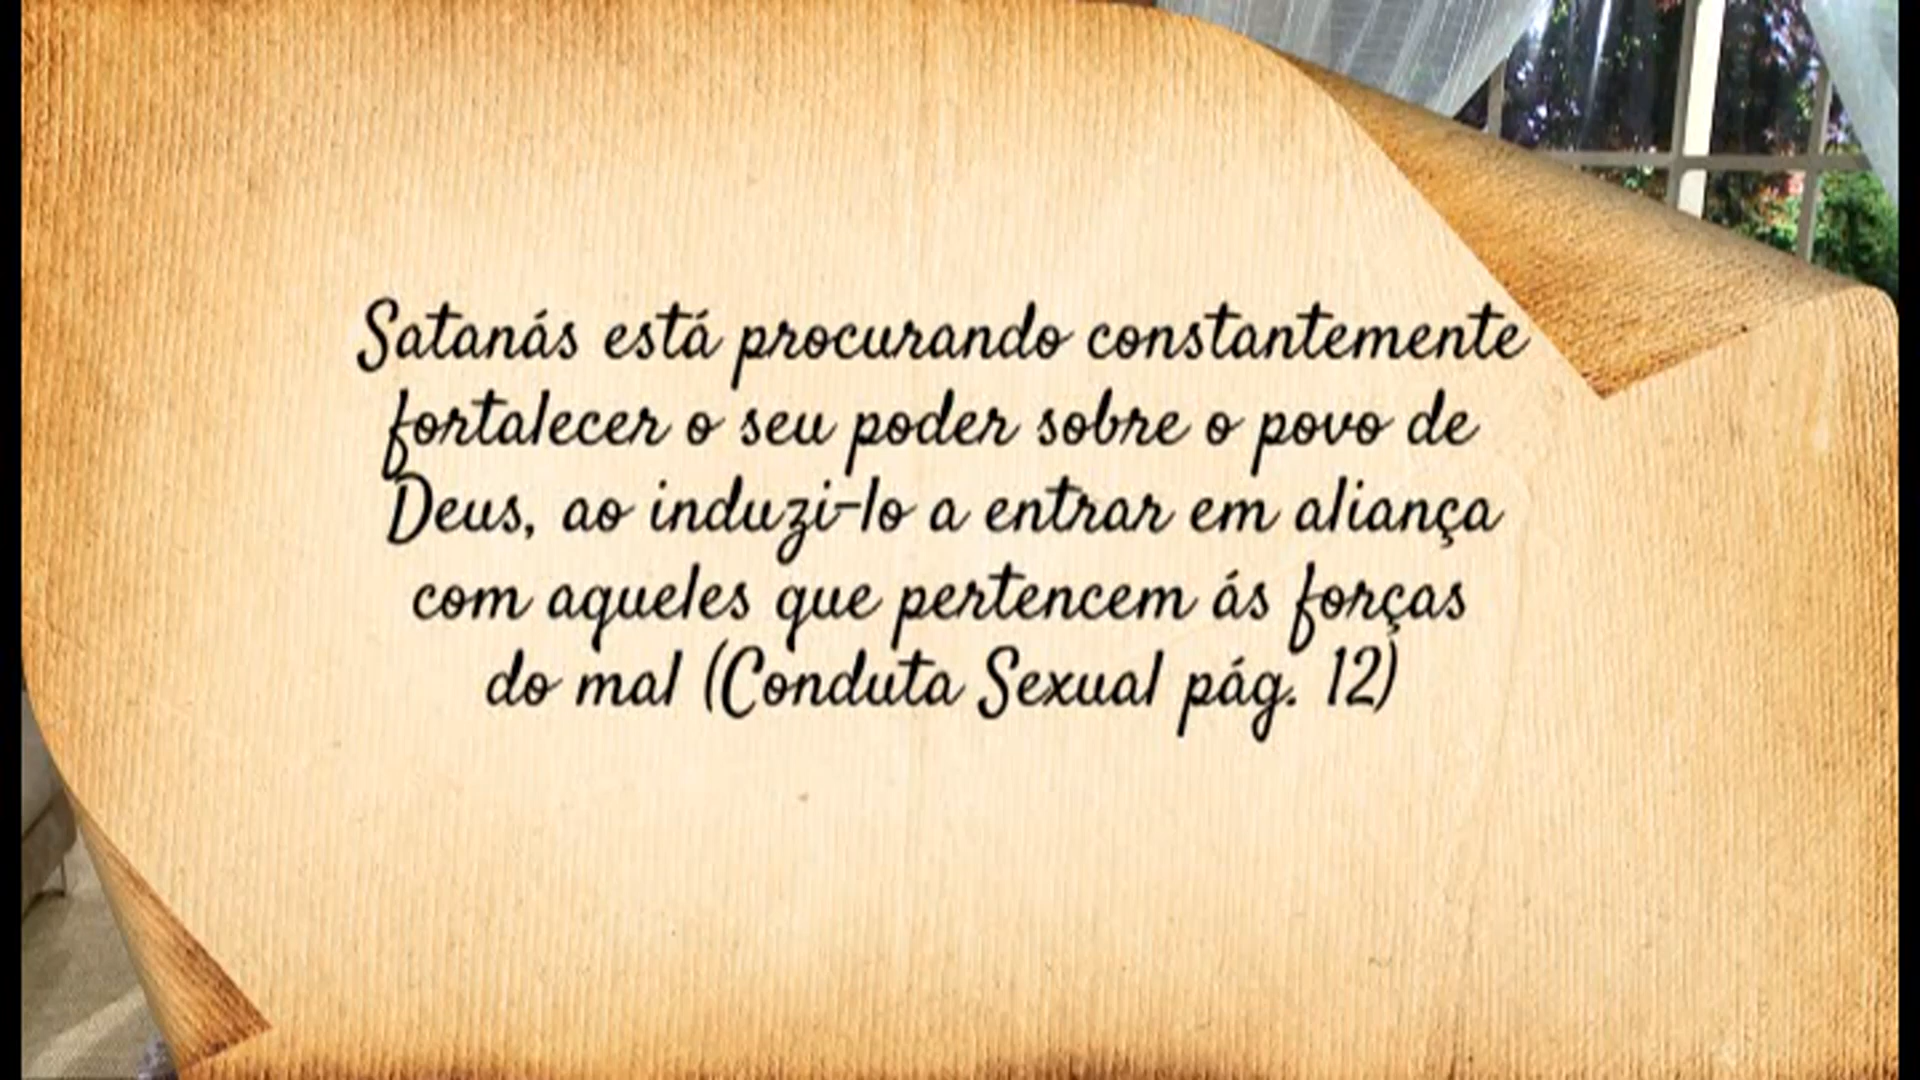 Satanás está procurando constantemente
fortalecer o seu poder sobre o povo de
Deus, ao induzi-lo a entrar em aliança
com aqueles que pertencem ás forças
do mal (Conduta Sexual pág. 12)